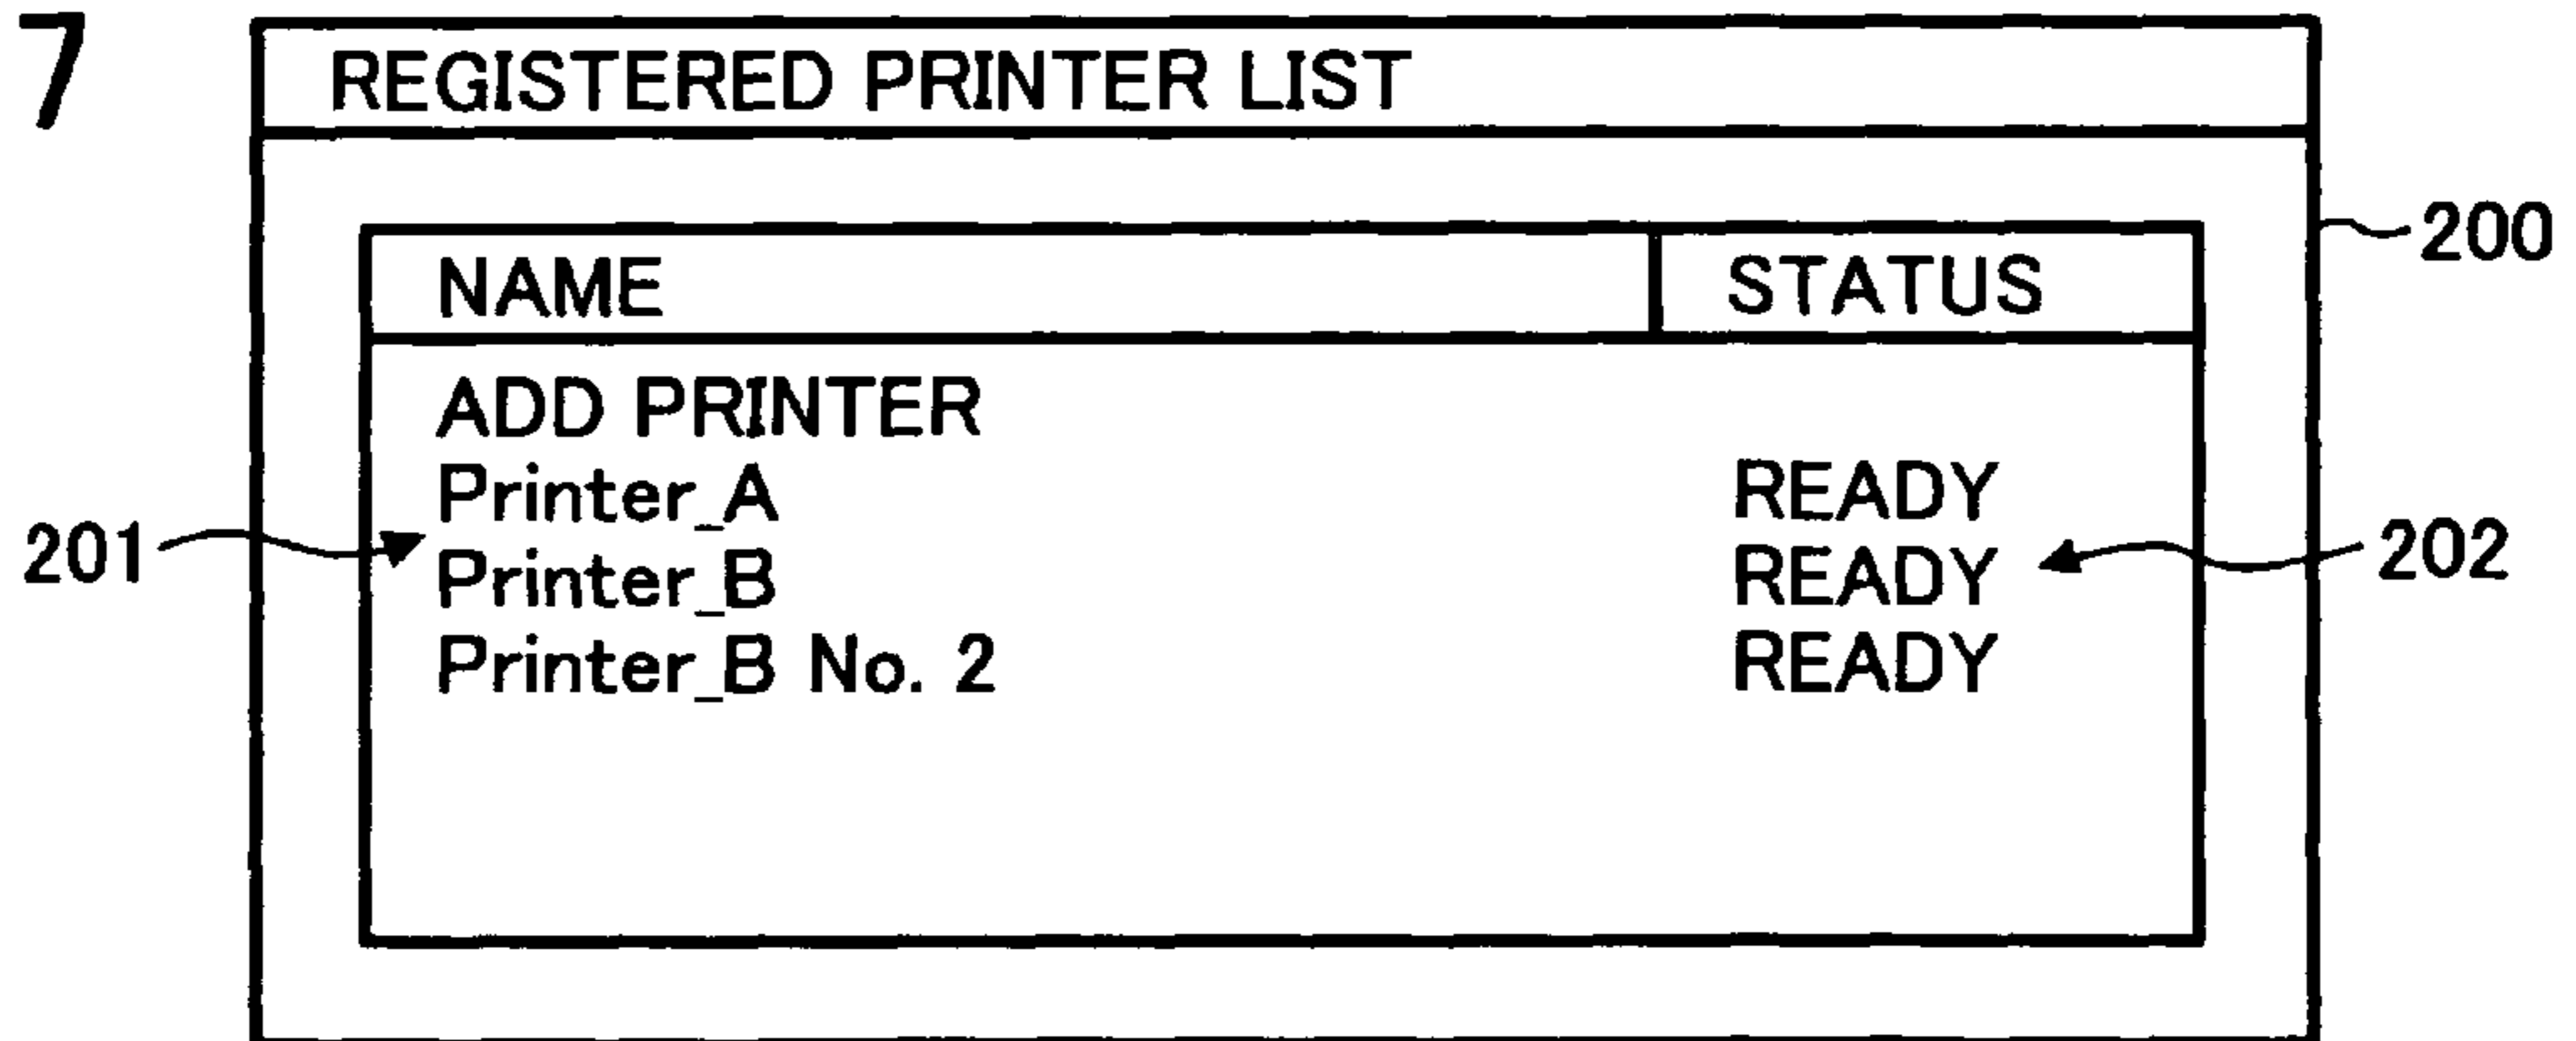 7
REGISTERED PRINTER LIST
NAME STATUS
200
ADD PRINTER
Printer_A READY
201
Printer_B READY
202
Printer_B No. 2 READY